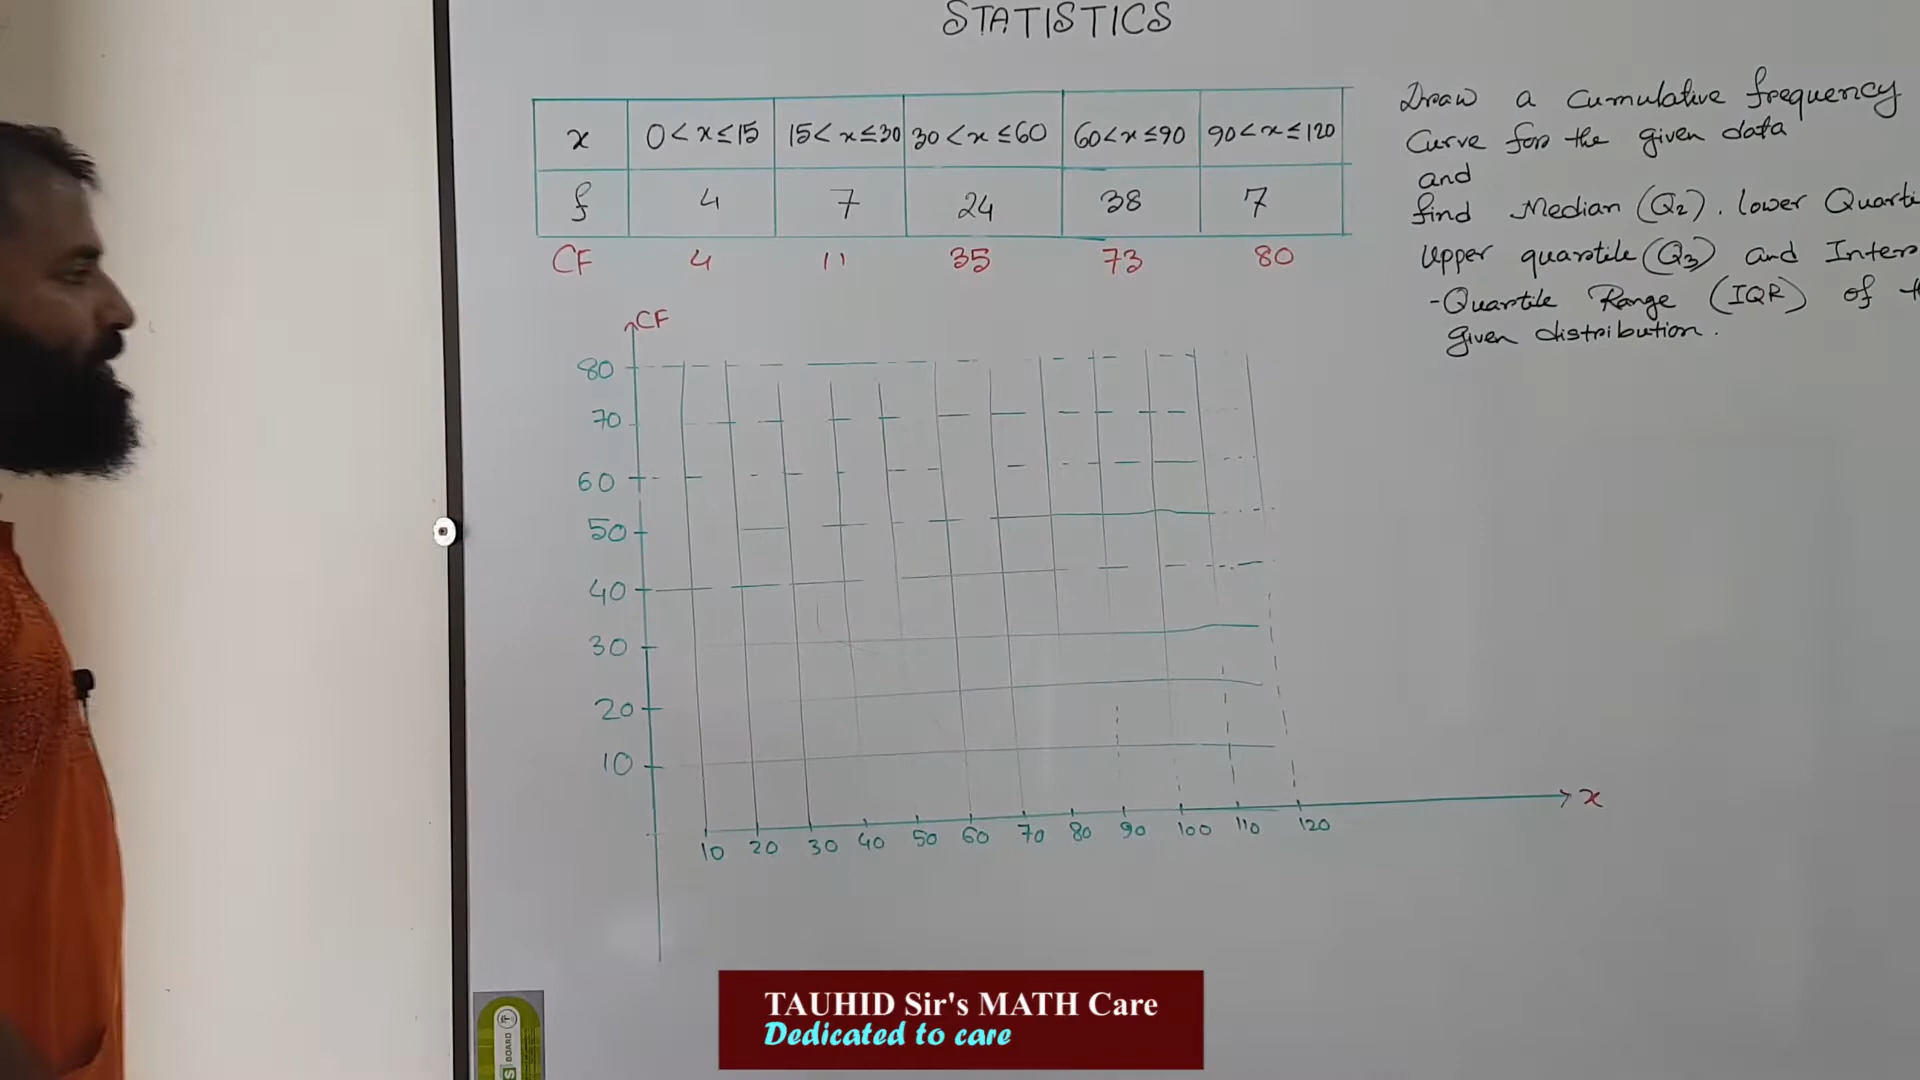 STATISTICS
x 0<x≤15 15<x≤30 30<x≤60 60<x≤90 90<x≤120
f 4 7 24 38 7
CF 4 11 35 73 80
Draw a cumulative frequency
Curve for the given data
and
find Median (Q2). lower Quarti
Upper quartile (Q3) and Inter
-Quartile Range (IQR) of t
given distribution.
CF
80
70
60
50
40
30
20
10
x
10 20 30 40 50 60 70 80 90 100 110 120
BOARD
TAUHID Sir's MATH Care
Dedicated to care